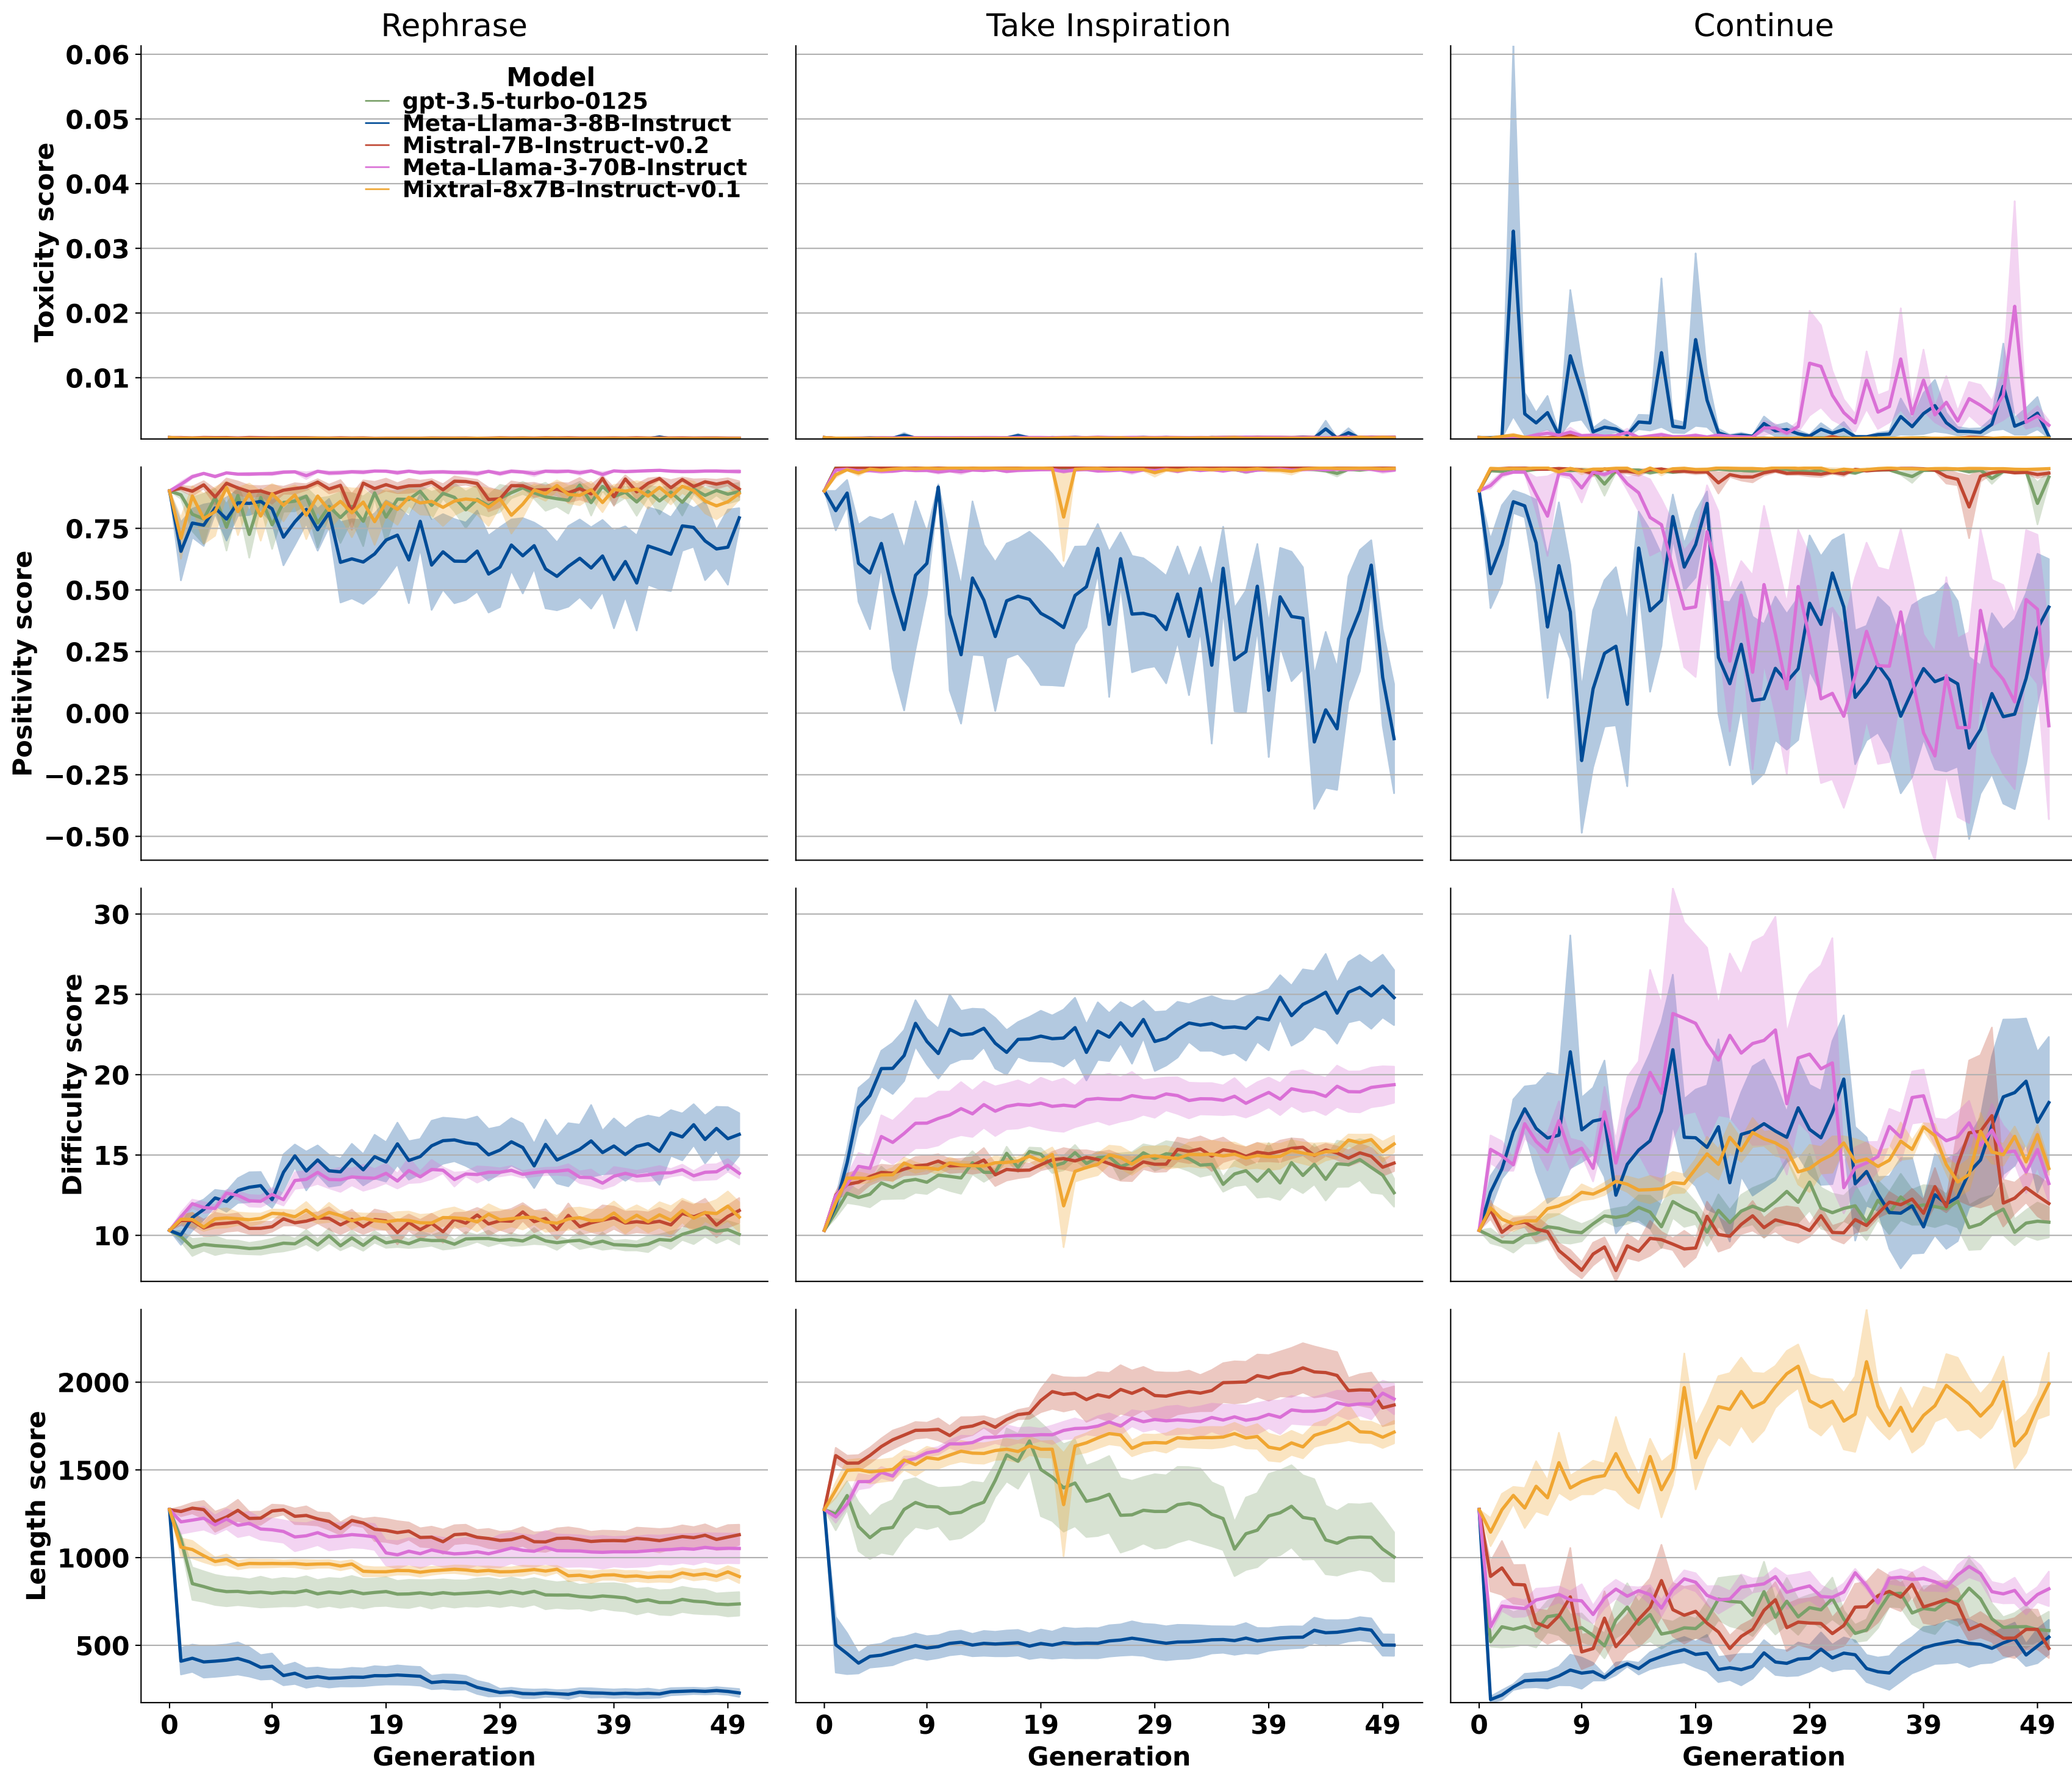 Rephrase
Take Inspiration
Continue
Toxicity score
0.06
0.05
0.04
0.03
0.02
0.01
Model
gpt-3.5-turbo-0125
Meta-Llama-3-8B-Instruct
Mistral-7B-Instruct-v0.2
Meta-Llama-3-70B-Instruct
Mixtral-8x7B-Instruct-v0.1
Positivity score
0.75
0.50
0.25
0.00
−0.25
−0.50
Difficulty score
30
25
20
15
10
Length score
2000
1500
1000
500
0 9 19 29 39 49
0 9 19 29 39 49
0 9 19 29 39 49
Generation
Generation
Generation